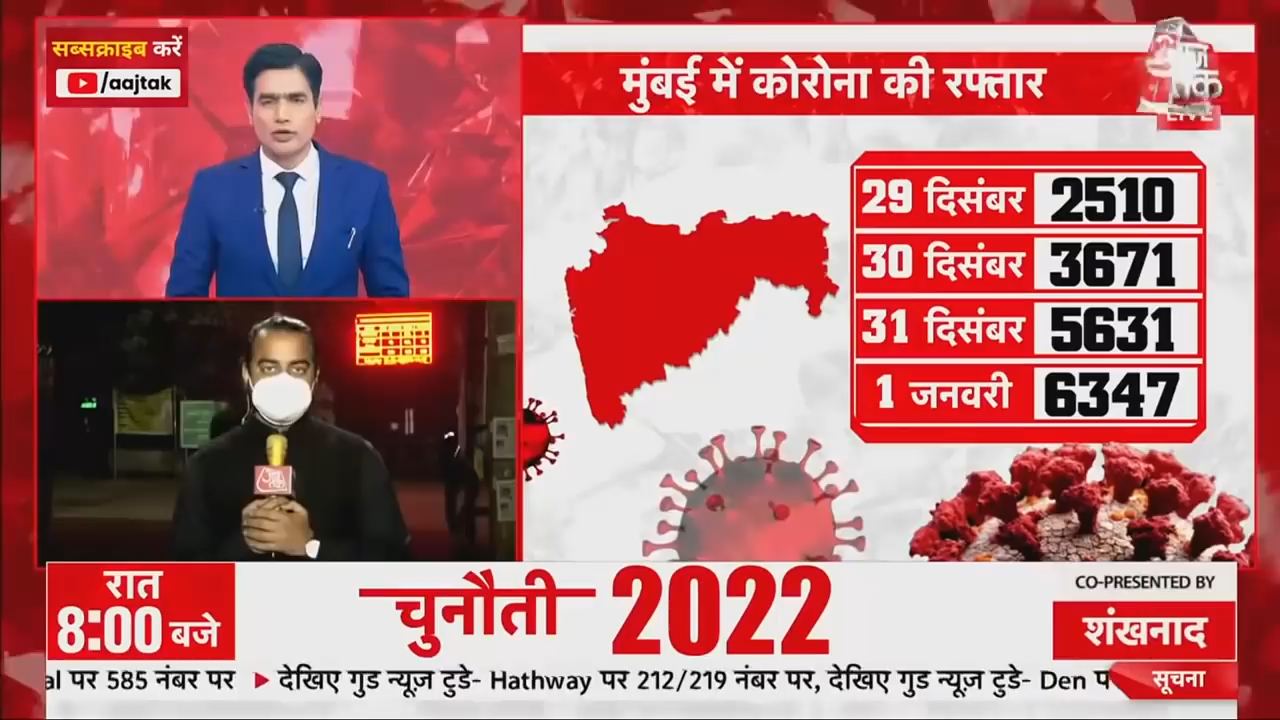 सब्सक्राइब करें
/aajtak
मुंबई में कोरोना की रफ्तार
आज तक
LIVE
29 दिसंबर 2510
30 दिसंबर 3671
31 दिसंबर 5631
1 जनवरी 6347
रात
8:00 बजे
चुनौती 2022
CO-PRESENTED BY
शंखनाद
al पर 585 नंबर पर ▶ देखिए गुड न्यूज़ टुडे- Hathway पर 212/219 नंबर पर, देखिए गुड न्यूज़ टुडे- Den प
सूचना